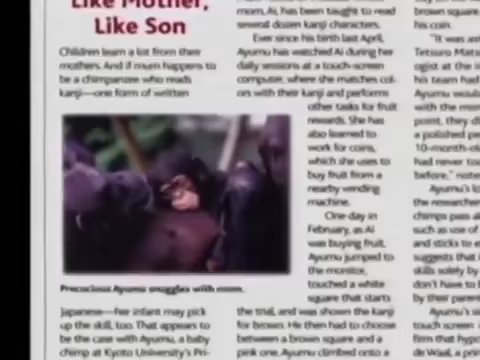 Like Mother,
Like Son
Children learn a lot from their
mothers. And if mum happens to
be a chimpanzee who reads
kanji—one form of written
Precocious Ayumu snuggles with mom.
Japanese—her infant may pick
up the skill, too. That appears to
be the case with Ayumu, a baby
chimp at Kyoto University's Pri-
mom, Ai, has been taught to read
several dozen kanji characters.
Ever since his birth last April,
Ayumu has watched Ai during her
daily sessions at a touch-screen
computer, where she matches col-
ors with their kanji and performs
other tasks for fruit
rewards. She has
also learned to
work for coins,
which she uses to
buy fruit from a
nearby vending
machine.
One day in
February, as Ai
was buying fruit,
Ayumu jumped to
the monitor,
touched a white
square that starts
the trial, and was shown the kanji
for brown. He then had to choose
between a brown square and a
pink one. Ayumu climbed onto a
brown square
his coin.
"It was as
Tetsuro Mats
ogist at the
his team had
Ayumu woul
with the mo
point, they di
a polished pe
10-month-ol
had never to
before," note
Ayumu's
the researche
chimps pass al
such as use of
and sticks to e
suggests that
skills solely by
don't have to
by their paren
Ayumu's
touch screen
firm that hypo
de Waal, a pri